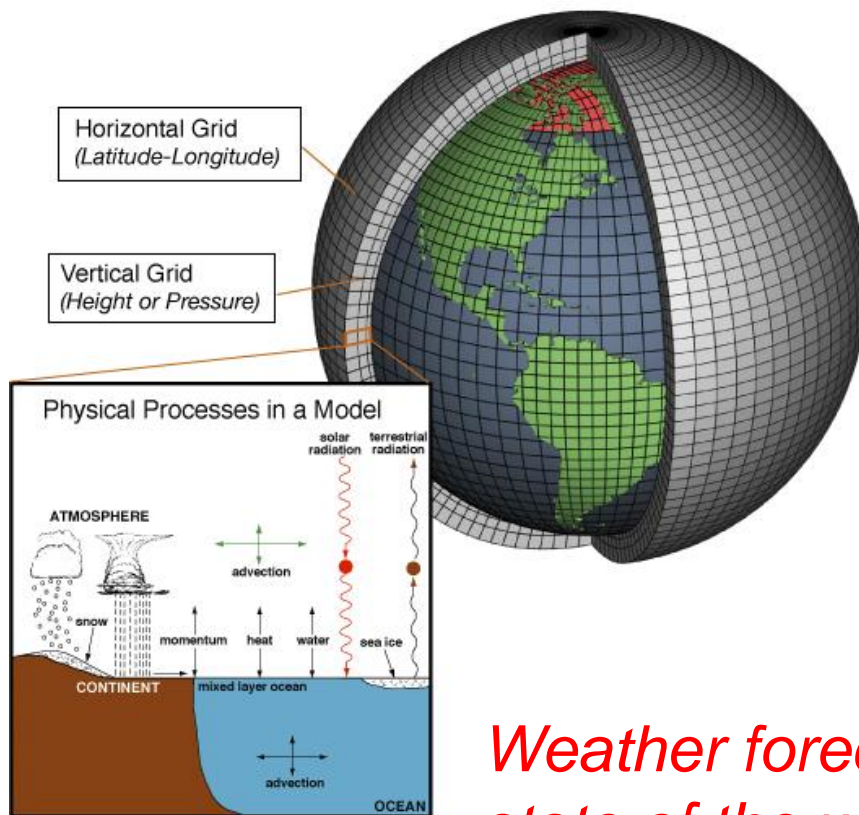 Horizontal Grid
(Latitude-Longitude)
Vertical Grid
(Height or Pressure)
Physical Processes in a Model
solar
radiation
terrestrial
radiation
ATMOSPHERE
advection
snow
momentum
heat
water
sea ice
CONTINENT
mixed layer ocean
advection
OCEAN
Weather